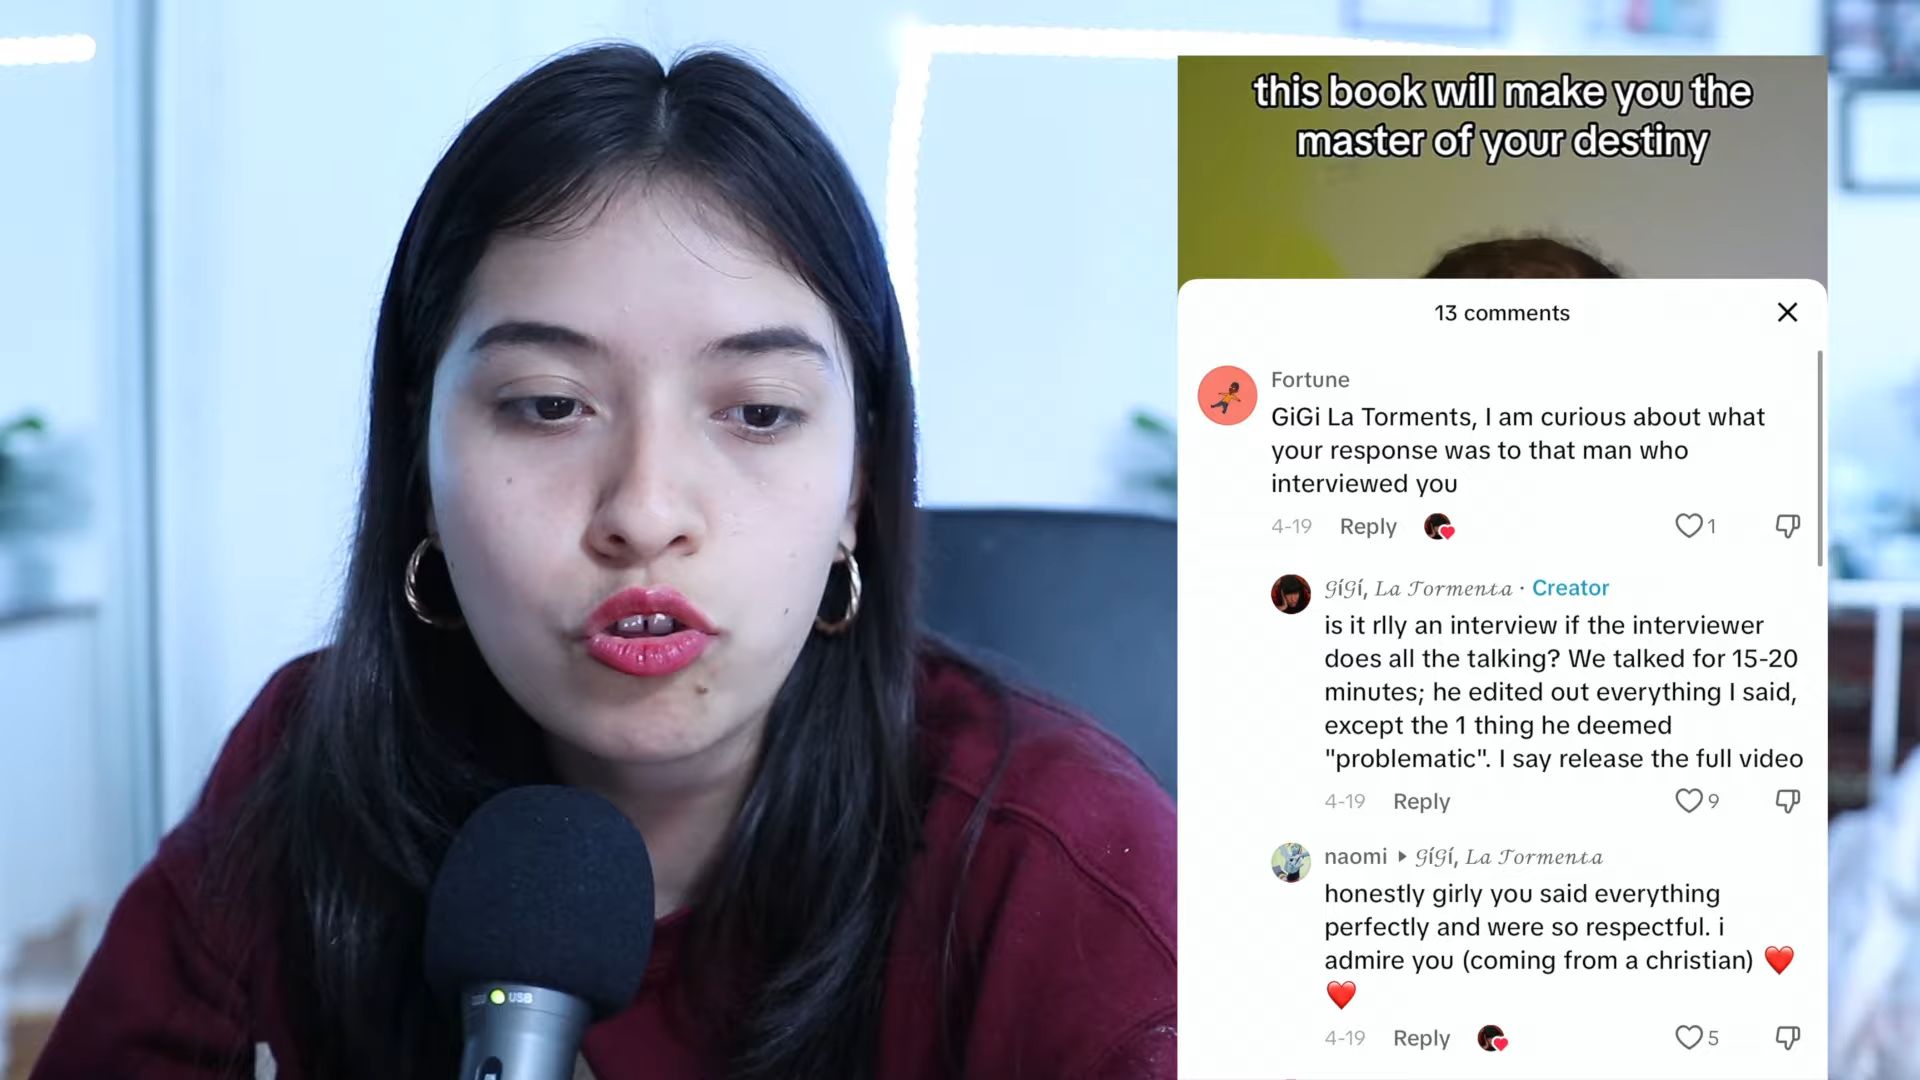 this book will make you the
master of your destiny
13 comments
Fortune
GiGi La Torments, I am curious about what
your response was to that man who
interviewed you
4-19 Reply 1
GíGí, La Tormenta · Creator
is it rlly an interview if the interviewer
does all the talking? We talked for 15-20
minutes; he edited out everything I said,
except the 1 thing he deemed
"problematic". I say release the full video
4-19 Reply 9
naomi GíGí, La Tormenta
honestly girly you said everything
perfectly and were so respectful. i
admire you (coming from a christian) ❤️
❤️
4-19 Reply 5
USB